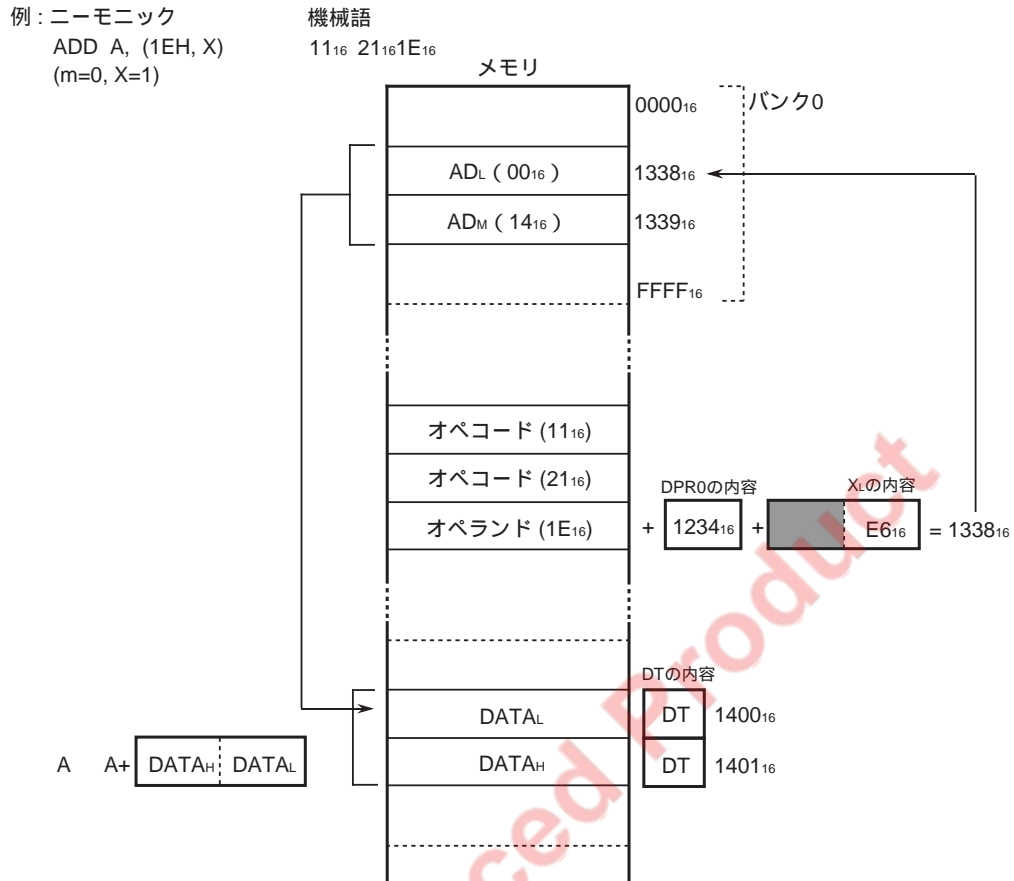 例 : ニーモニック 機械語
ADD A, (1EH, X) 11₁₆ 21₁₆1E₁₆
(m=0, X=1)
メモリ
0000₁₆ バンク0
ADL ( 00₁₆ ) 1338₁₆
ADM ( 14₁₆ ) 1339₁₆
FFFF₁₆
オペコード (11₁₆)
オペコード (21₁₆)
DPR0の内容 XLの内容
オペランド (1E₁₆) + 1234₁₆ + E6₁₆ = 1338₁₆
DTの内容
DATAL DT 1400₁₆
A A+ DATAH DATAL DATAH DT 1401₁₆
ced Product